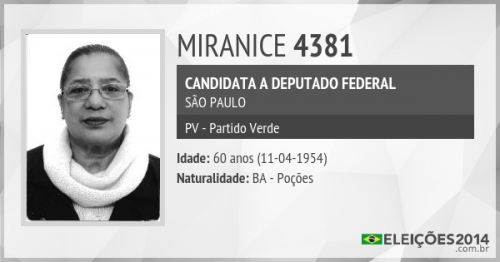 MIRANICE 4381
CANDIDATA A DEPUTADO FEDERAL
SÃO PAULO
PV - Partido Verde
Idade: 60 anos (11-04-1954)
Naturalidade: BA - Poções
ELEIÇÕES2014
.com.br